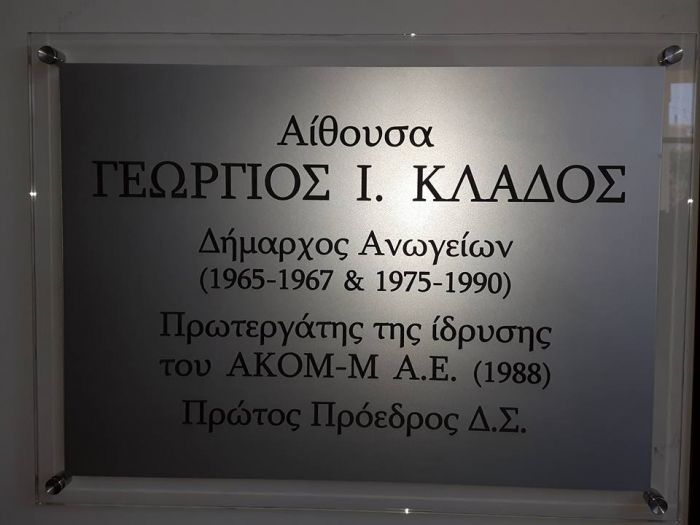 Αίθουσα
ΓΕΩΡΓΙΟΣ Ι. ΚΛΑΔΟΣ
Δήμαρχος Ανωγείων
(1965-1967 & 1975-1990)
Πρωτεργάτης της ίδρυσης
του ΑΚΟΜ-Μ Α.Ε. (1988)
Πρώτος Πρόεδρος Δ.Σ.